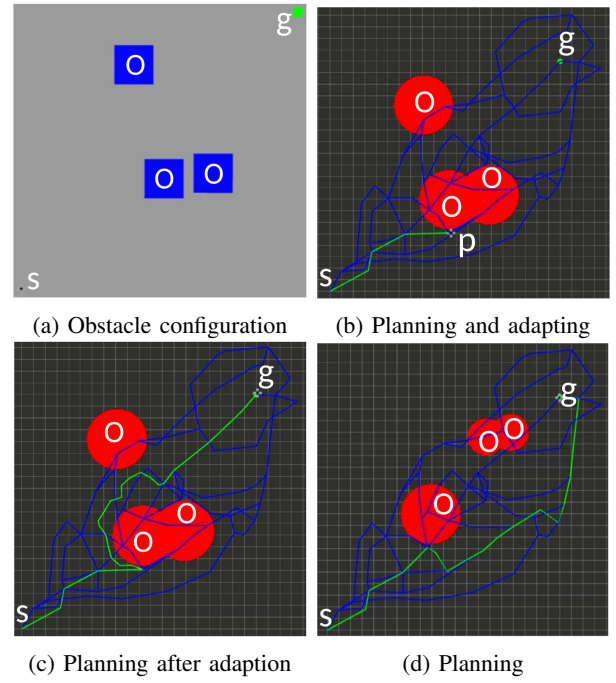 g
O
O
O
s
(a) Obstacle configuration
g
O
O
O
p
s
(b) Planning and adapting
g
O
O
O
s
(c) Planning after adaption
g
O
O
O
s
(d) Planning